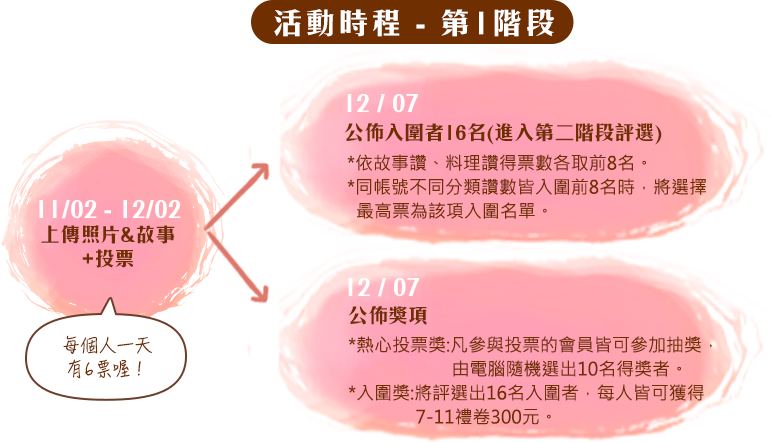 活動時程 - 第1階段
11/02 - 12/02
上傳照片&故事
+投票
每個人一天
有6票喔！
12 / 07
公佈入圍者16名(進入第二階段評選)
*依故事讚、料理讚得票數各取前8名。
*同帳號不同分類讚數皆入圍前8名時，將選擇
最高票為該項入圍名單。
12 / 07
公佈獎項
*熱心投票獎:凡參與投票的會員皆可參加抽獎，
由電腦隨機選出10名得獎者。
*入圍獎:將評選出16名入圍者，每人皆可獲得
7-11禮卷300元。